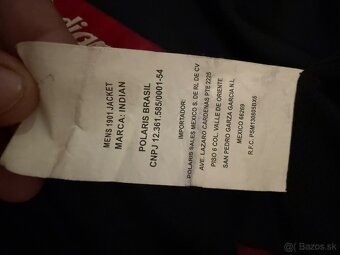 MENS 1901 JACKET
MARCA: INDIAN
POLARIS BRASIL
CNPJ 12.361.585/0001-54
IMPORTADOR:
POLARIS SALES MEXICO S. DE RL DE CV
AVE. LAZARO CARDENAS PTE 2225
PISO 6 COL. VALLE DE ORIENTE
SAN PEDRO GARZA GARCIA N.L
MEXICO 66269
bazos.sk